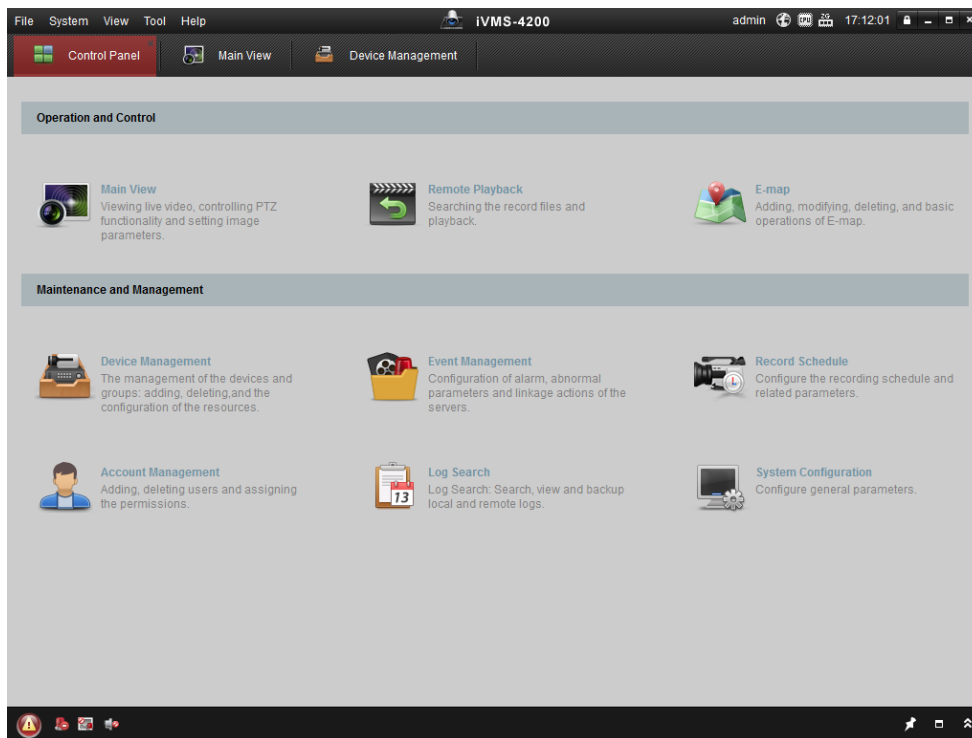 File System View Tool Help
iVMS-4200
admin
CPU
2G
17:12:01
Control Panel
Main View
Device Management
Operation and Control
Main View
Viewing live video, controlling PTZ
functionality and setting image
parameters.
Remote Playback
Searching the record files and
playback.
E-map
Adding, modifying, deleting, and basic
operations of E-map.
Maintenance and Management
Device Management
The management of the devices and
groups: adding, deleting,and the
configuration of the resources.
Event Management
Configuration of alarm, abnormal
parameters and linkage actions of the
servers.
Record Schedule
Configure the recording schedule and
related parameters.
Account Management
Adding, deleting users and assigning
the permissions.
13
Log Search
Log Search: Search, view and backup
local and remote logs.
System Configuration
Configure general parameters.